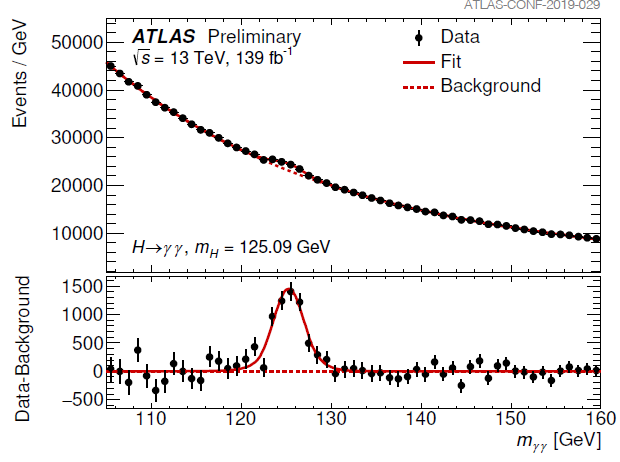 ATLAS-CONF-2019-029
Events / GeV
50000
40000
30000
20000
10000
ATLAS Preliminary
√s = 13 TeV, 139 fb⁻¹
Data
Fit
Background
H→γγ, m_H = 125.09 GeV
Data-Background
1500
1000
500
0
−500
110 120 130 140 150 160
m_γγ [GeV]